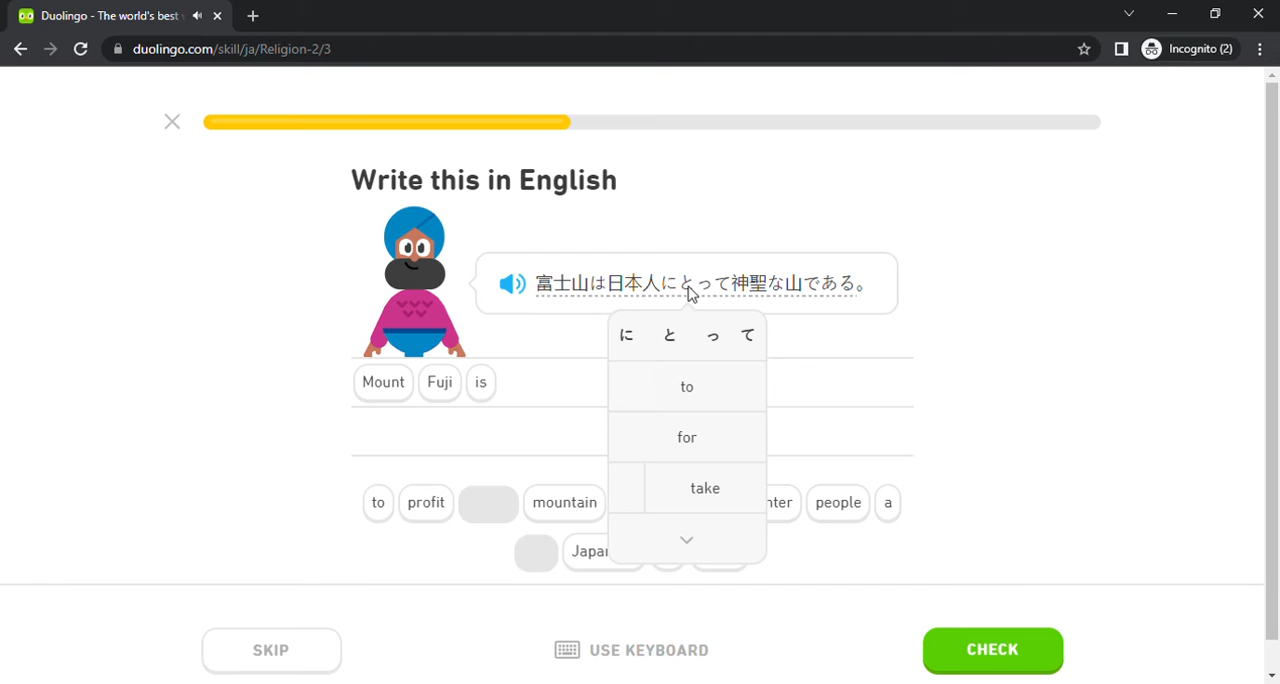 Duolingo - The world's best
duolingo.com/skill/ja/Religion-2/3
Incognito (2)
Write this in English
富士山は日本人にとって神聖な山である。
に と っ て
to
for
take
Mount Fuji is
to profit mountain people a
SKIP
USE KEYBOARD
CHECK